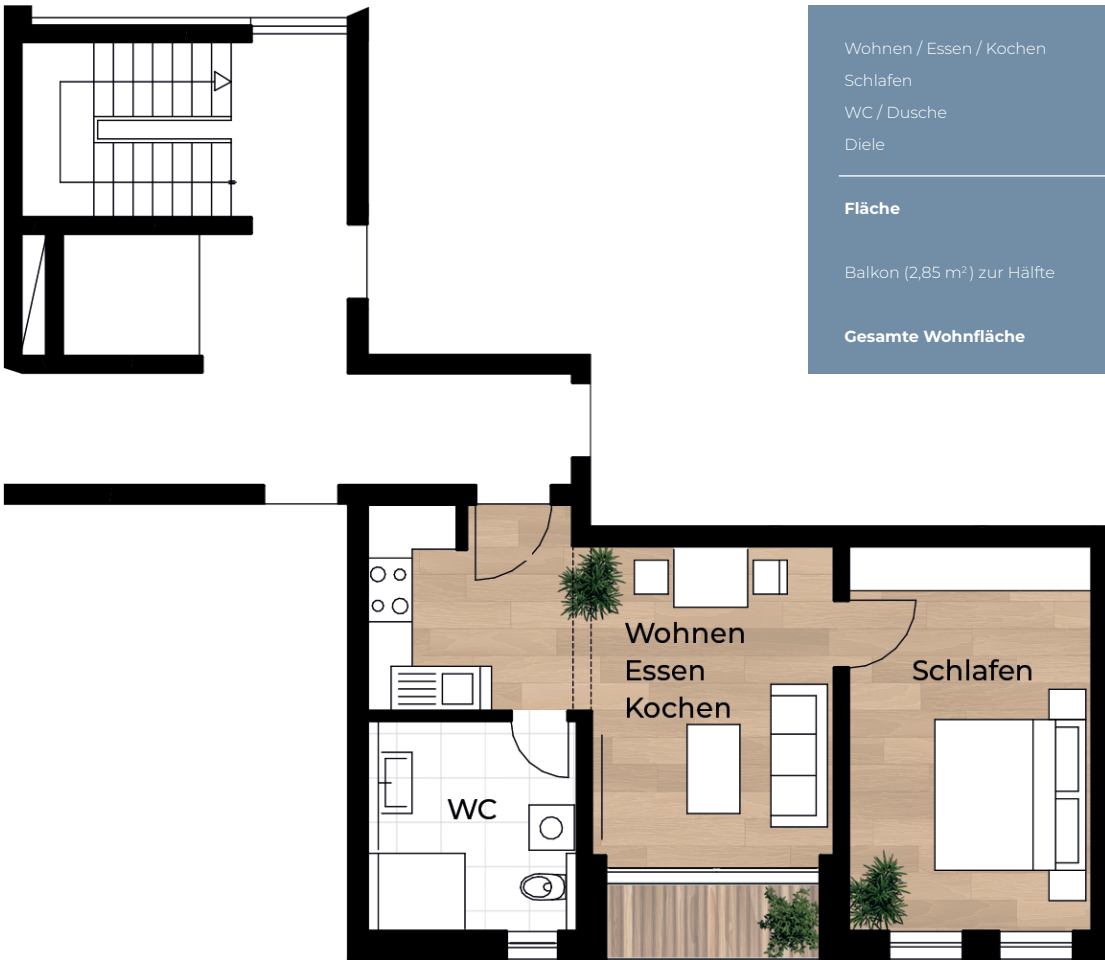 Wohnen / Essen / Kochen
Schlafen
WC / Dusche
Diele
Fläche
Balkon (2,85 m²) zur Hälfte
Gesamte Wohnfläche
Wohnen
Essen
Kochen
Schlafen
WC